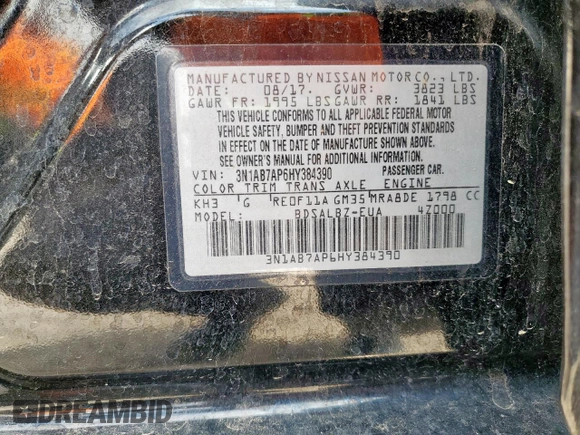 MANUFACTURED BY NISSAN MOTOR CO., LTD.
DATE: 08/17. GVWR: 3823 LBS
GAWR FR: 1995 LBS GAWR RR: 1841 LBS
THIS VEHICLE CONFORMS TO ALL APPLICABLE FEDERAL MOTOR
VEHICLE SAFETY, BUMPER AND THEFT PREVENTION STANDARDS
IN EFFECT ON THE DATE OF MANUFACTURE SHOWN ABOVE.
SEE OWNER'S MANUAL FOR ADDITIONAL INFORMATION.
VIN: 3N1AB7AP6HY384390 PASSENGER CAR.
COLOR TRIM TRANS AXLE ENGINE
KH3 'G RE0F11A GM35 MRA8DE 1798 CC
MODEL: BDSALBZ-EUA 4Z000
3N1AB7AP6HY384390
DREAMBID